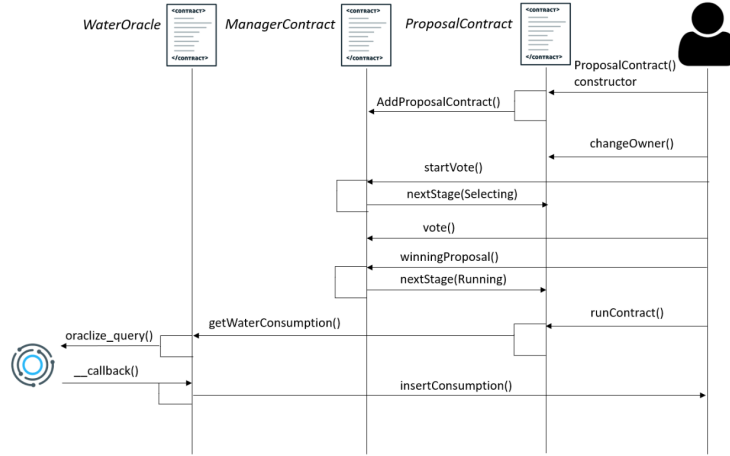 WaterOracle
<CONTRACT>
</CONTRACT>
ManagerContract
<CONTRACT>
</CONTRACT>
ProposalContract
<CONTRACT>
</CONTRACT>
ProposalContract()
constructor
AddProposalContract()
changeOwner()
startVote()
nextStage(Selecting)
vote()
winningProposal()
nextStage(Running)
runContract()
getWaterConsumption()
oraclize_query()
__callback()
insertConsumption()